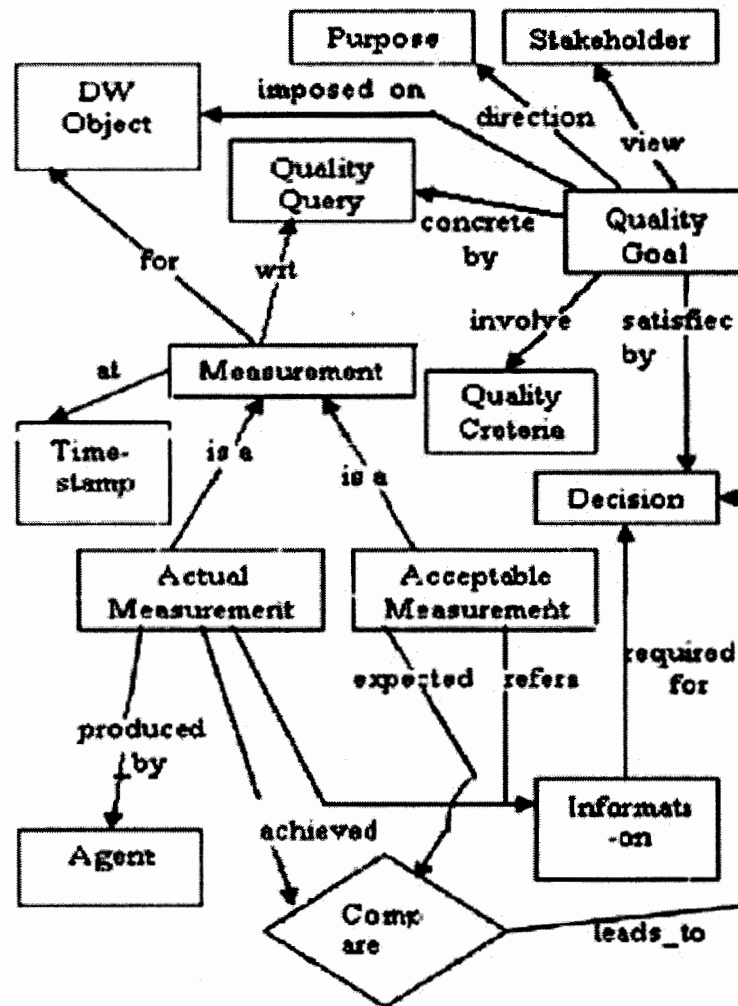 Purpose
Stakeholder
DW
Object
imposed on
direction
view
Quality
Query
concrete
by
Quality
Goal
for
wrt
involve
satisfiec
by
at
Measurement
Quality
Creteria
Time-
stamp
is a
is a
Decision
Actual
Measurement
Acceptable
Measurement
expected
refers
required
for
produced
by
achieved
Informats
-on
Agent
Comp
are
leads_to